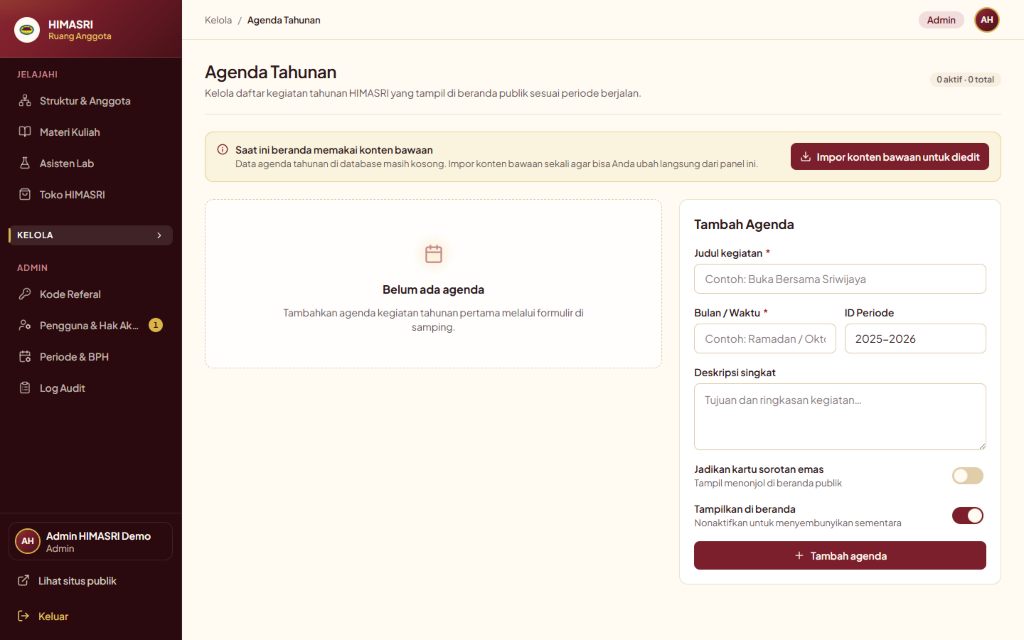 HIMASRI
Ruang Anggota
JELAJAHI
Struktur & Anggota
Materi Kuliah
Asisten Lab
Toko HIMASRI
KELOLA
ADMIN
Kode Referal
Pengguna & Hak Ak... 1
Periode & BPH
Log Audit
AH
Admin HIMASRI Demo
Admin
Lihat situs publik
Keluar
Kelola / Agenda Tahunan
Admin AH
Agenda Tahunan
Kelola daftar kegiatan tahunan HIMASRI yang tampil di beranda publik sesuai periode berjalan.
0 aktif · 0 total
Saat ini beranda memakai konten bawaan
Data agenda tahunan di database masih kosong. Impor konten bawaan sekali agar bisa Anda ubah langsung dari panel ini.
Impor konten bawaan untuk diedit
Belum ada agenda
Tambahkan agenda kegiatan tahunan pertama melalui formulir di
samping.
Tambah Agenda
Judul kegiatan *
Contoh: Buka Bersama Sriwijaya
Bulan / Waktu * ID Periode
Contoh: Ramadan / Okt 2025-2026
Deskripsi singkat
Tujuan dan ringkasan kegiatan...
Jadikan kartu sorotan emas
Tampil menonjol di beranda publik
Tampilkan di beranda
Nonaktifkan untuk menyembunyikan sementara
+ Tambah agenda